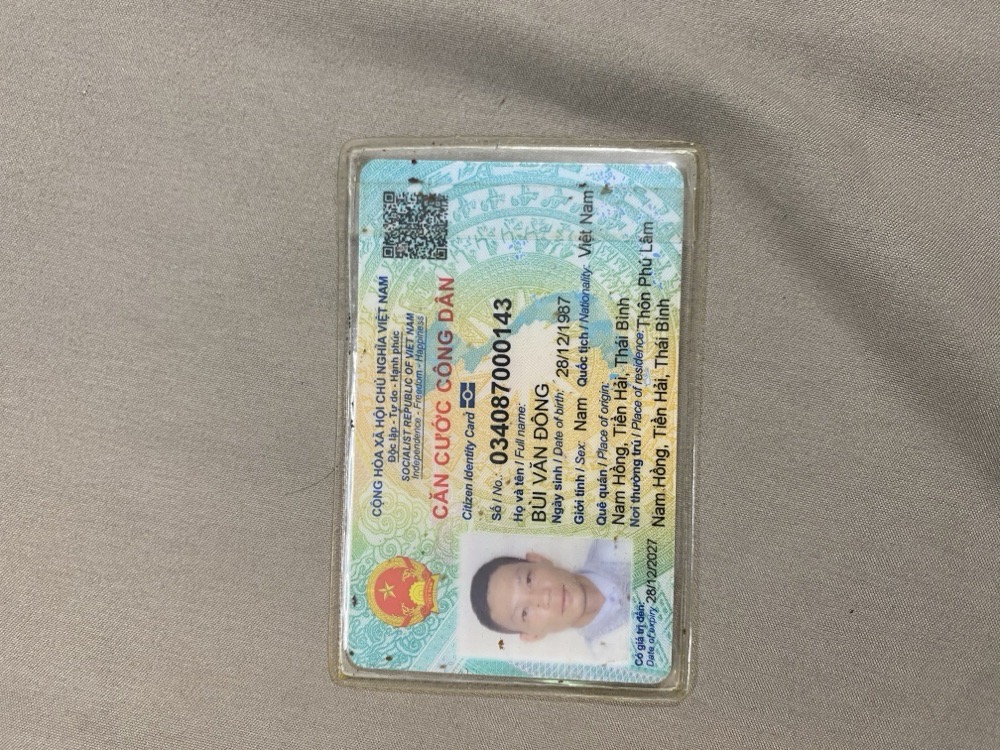 CỘNG HÒA XÃ HỘI CHỦ NGHĨA VIỆT NAM
Độc lập - Tự do - Hạnh phúc
SOCIALIST REPUBLIC OF VIET NAM
Independence - Freedom - Happiness
CĂN CƯỚC CÔNG DÂN
Citizen Identity Card
Số / No.: 034087000143
Họ và tên / Full name:
BÙI VĂN ĐÔNG
Ngày sinh / Date of birth: 28/12/1987
Giới tính / Sex: Nam Quốc tịch / Nationality: Việt Nam
Quê quán / Place of origin:
Nam Hồng, Tiền Hải, Thái Bình
Nơi thường trú / Place of residence: Thôn Phú Lâm
Nam Hồng, Tiền Hải, Thái Bình
Có giá trị đến: 28/12/2027
Date of expiry